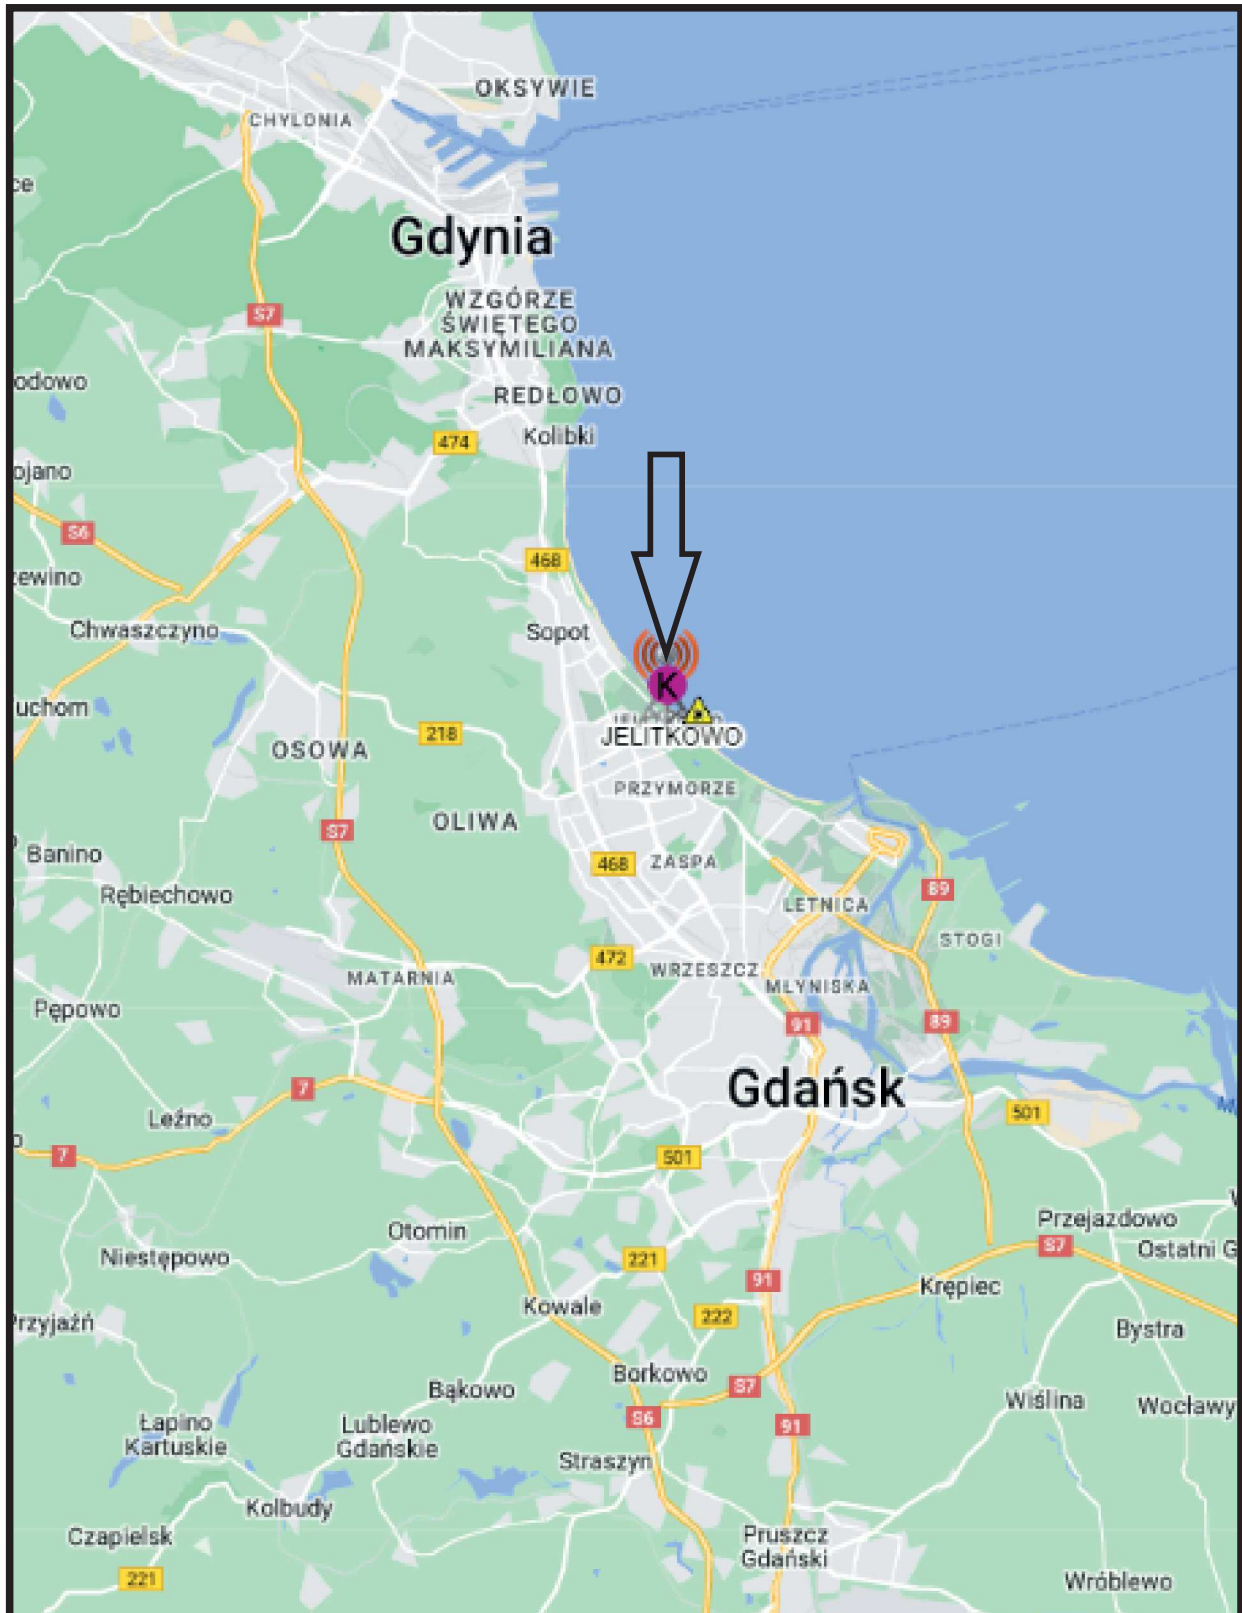 OKSYWIE
CHYLONIA
ce
Gdynia
WZGÓRZE
ŚWIĘTEGO
MAKSYMILIANA
S7
odowo
REDŁOWO
Kolibki
474
ojano
S6
468
zewino
Chwaszczyno
Sopot
K
uchom
JELITKOWO
218
OSOWA
PRZYMORZE
OLIWA
S7
Banino
468
ZASPA
Rębiechowo
89
LETNICA
STOGI
472
WRZESZCZ
MATARNIA
MŁYNISKA
Pępowo
91
89
7
Gdańsk
Leźno
501
7
501
Przejazdowo
Otomin
S7
Ostatni G
Niestępowo
221
91
Krępiec
Kowale
222
Przyjaźń
Bystra
Borkowo
S7
Bąkowo
Wiślina
Wocławy
S6
91
Łapino
Kartuskie
Lublewo
Gdańskie
Straszyn
Kolbudy
Czapielsk
Pruszcz
Gdański
221
Wróblewo